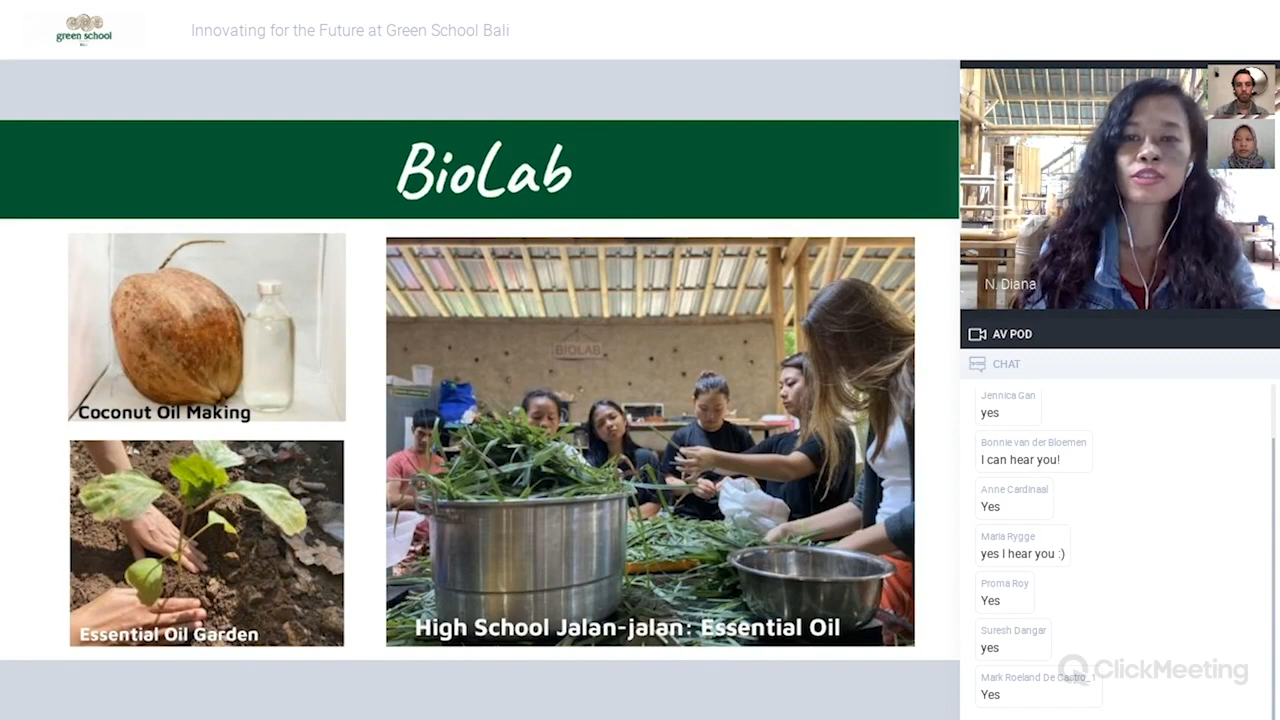 green school
Innovating for the Future at Green School Bali
BioLab
Coconut Oil Making
Essential Oil Garden
BIOLAB
High School Jalan-jalan: Essential Oil
N. Diana
AV POD
CHAT
Jennica Gan
yes
Bonnie van der Bloemen
I can hear you!
Anne Cardinaal
Yes
Maria Rygge
yes I hear you :)
Proma Roy
Yes
Suresh Dangar
yes
Mark Roeland De Castro_1
Yes
ClickMeeting